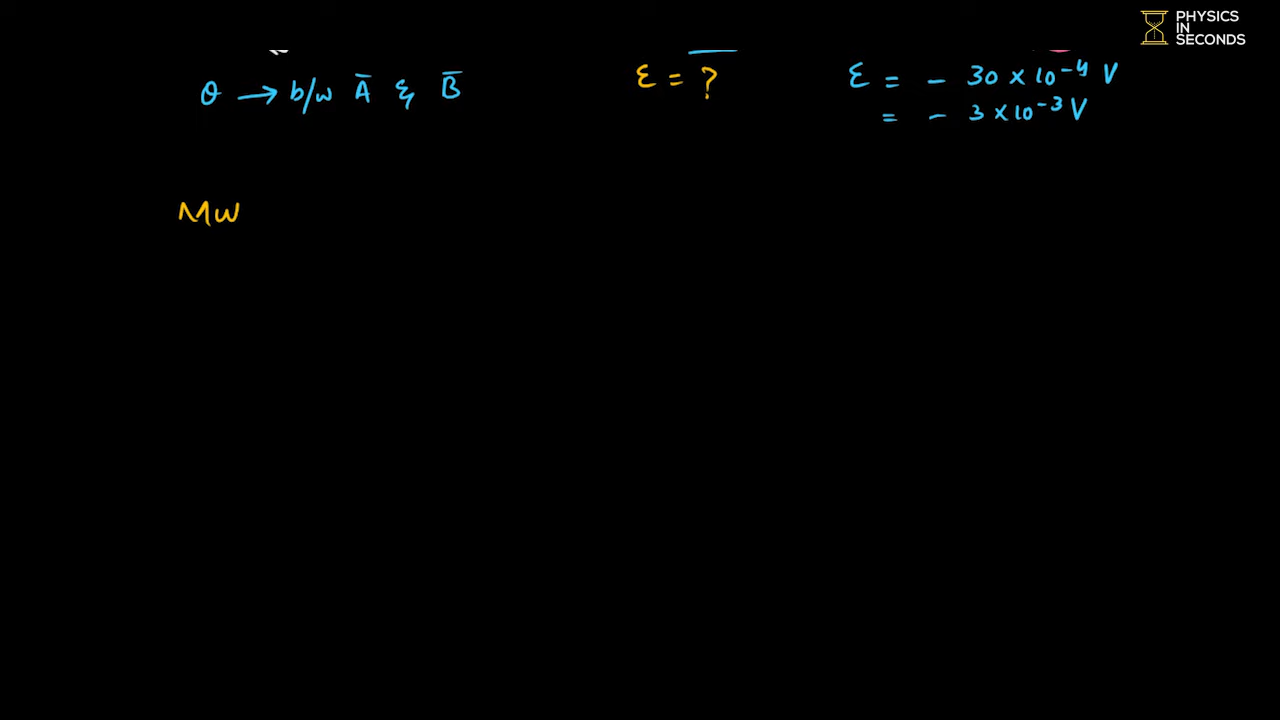 PHYSICS
IN
SECONDS
θ → b/w Ā & B̄
ε = ?
ε = - 30 × 10⁻⁴ V
= - 3 × 10⁻³ V
Mw